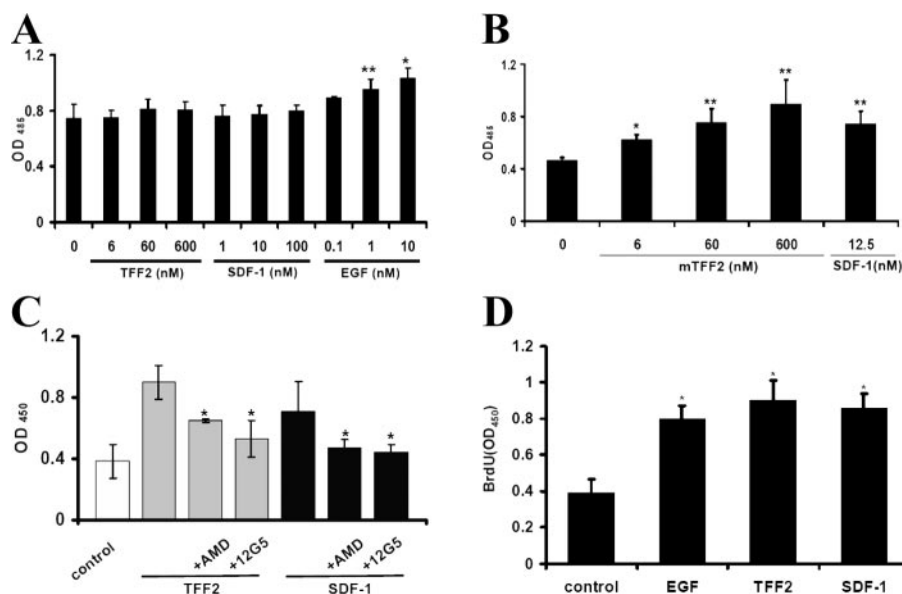 A
1.2
0.8
0.4
0
OD 485
** *
0 6 60 600 1 10 100 0.1 1 10
TFF2 (nM) SDF-1 (nM) EGF (nM)
B
1.2
0.8
0.4
0
OD485
* ** ** **
0 6 60 600 12.5
mTFF2 (nM) SDF-1(nM)
C
1.2
0.8
0.4
0
OD 450
* * * *
control +AMD +12G5 +AMD +12G5
TFF2 SDF-1
D
1.2
1
0.8
0.6
0.4
0.2
0
BrdU(OD450)
* * *
control EGF TFF2 SDF-1